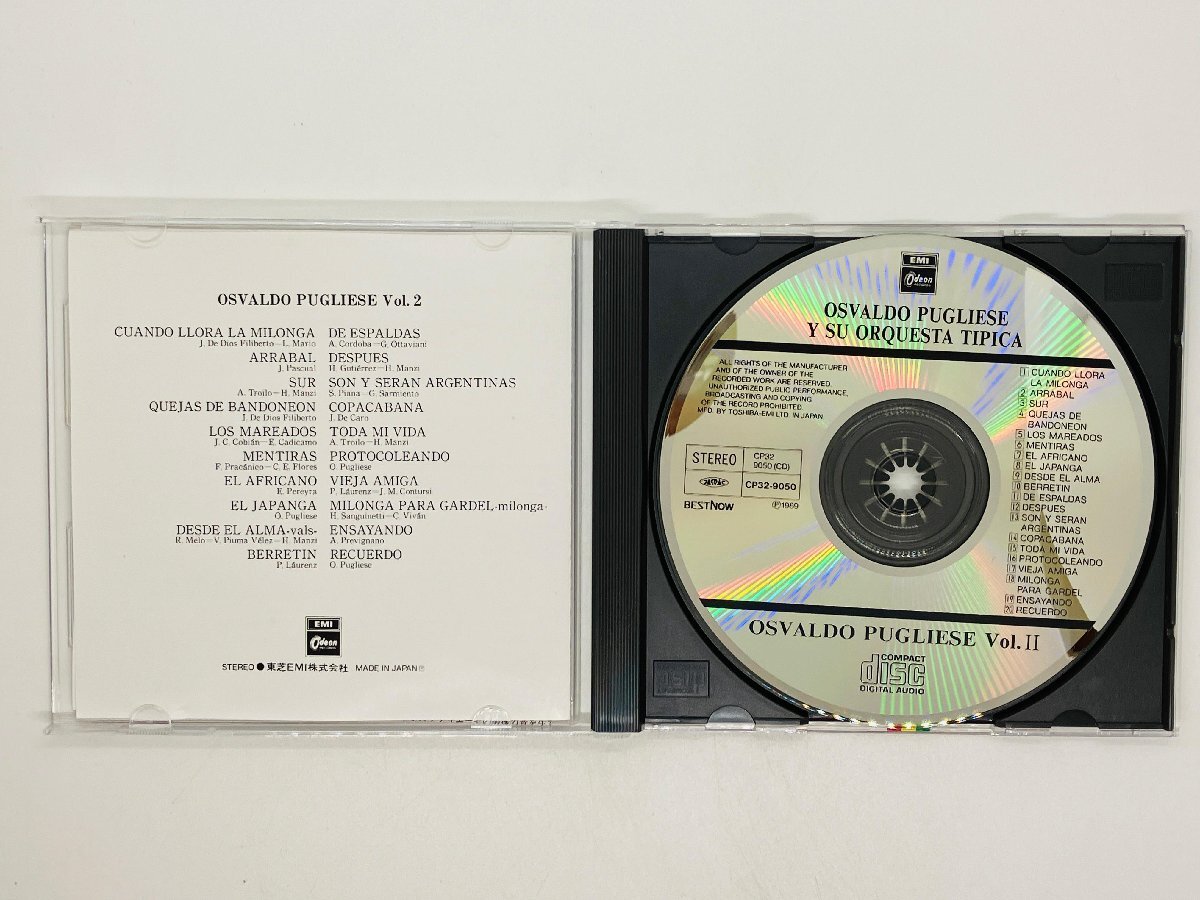 OSVALDO PUGLIESE Vol. 2
CUANDO LLORA LA MILONGA
J. De Dios Filiberto—L. Mario
ARRABAL
J. Pascual
SUR
A. Troilo—H. Manzi
QUEJAS DE BANDONEON
J. De Dios Filiberto
LOS MAREADOS
J. C. Cobián—E. Cadicamo
MENTIRAS
F. Pracánico—C. E. Flores
EL AFRICANO
E. Pereyra
EL JAPANGA
O. Pugliese
DESDE EL ALMA-vals-
R. Melo—V. Piuma Vélez—H. Manzi
BERRETIN
P. Láurenz
DE ESPALDAS
A. Cordoba—G. Ottaviani
DESPUES
H. Gutiérrez—H. Manzi
SON Y SERAN ARGENTINAS
S. Piana—G. Sarmiento
COPACABANA
J. De Caro
TODA MI VIDA
A. Troilo—H. Manzi
PROTOCOLEANDO
O. Pugliese
VIEJA AMIGA
P. Láurenz—J. M. Contursi
MILONGA PARA GARDEL-milonga-
H. Sanguinetti—C. Viván
ENSAYANDO
A. Prevignano
RECUERDO
O. Pugliese
EMI
Odeon
STEREO ● 東芝EMI株式会社 MADE IN JAPAN Ⓟ
EMI
Odeon
OSVALDO PUGLIESE
Y SU ORQUESTA TIPICA
ALL RIGHTS OF THE MANUFACTURER
AND OF THE OWNER OF THE
RECORDED WORK ARE RESERVED.
UNAUTHORIZED PUBLIC PERFORMANCE,
BROADCASTING AND COPYING
OF THE RECORD PROHIBITED.
MFD. BY TOSHIBA-EMI LTD. IN JAPAN.
STEREO
CP32
9050 (CD)
CP32-9050
BESTNOW
Ⓟ1989
1 CUANDO LLORA
LA MILONGA
2 ARRABAL
3 SUR
4 QUEJAS DE
BANDONEON
5 LOS MAREADOS
6 MENTIRAS
7 EL AFRICANO
8 EL JAPANGA
9 DESDE EL ALMA
10 BERRETIN
11 DE ESPALDAS
12 DESPUES
13 SON Y SERAN
ARGENTINAS
14 COPACABANA
15 TODA MI VIDA
16 PROTOCOLEANDO
17 VIEJA AMIGA
18 MILONGA
PARA GARDEL
19 ENSAYANDO
20 RECUERDO
OSVALDO PUGLIESE Vol. II
COMPACT
disc
DIGITAL AUDIO